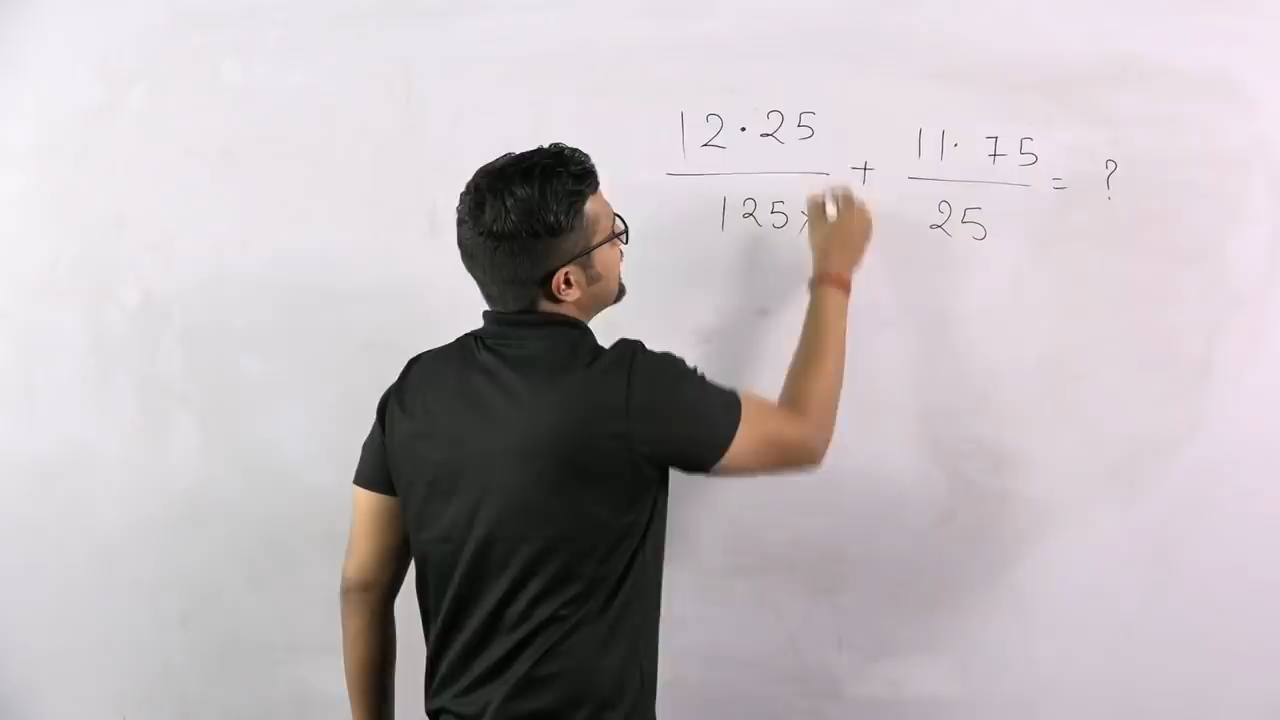 12.25 / 125× + 11.75 / 25 = ?